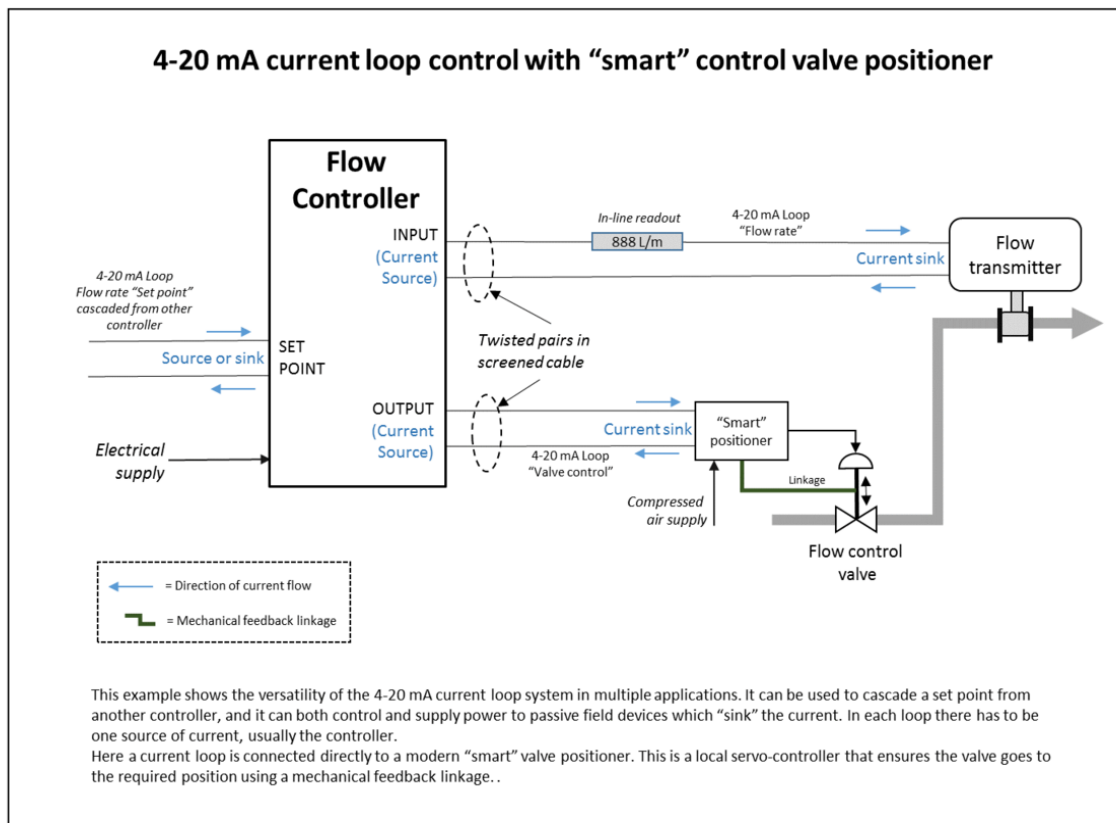 4-20 mA current loop control with “smart” control valve positioner
Flow
Controller
INPUT
(Current
Source)
In-line readout
888 L/m
4-20 mA Loop
“Flow rate”
Current sink
Flow
transmitter
4-20 mA Loop
Flow rate “Set point”
cascaded from other
controller
Source or sink
SET
POINT
Twisted pairs in
screened cable
OUTPUT
(Current
Source)
Current sink
4-20 mA Loop
“Valve control”
“Smart”
positioner
Electrical
supply
Linkage
Compressed
air supply
Flow control
valve
= Direction of current flow
= Mechanical feedback linkage
This example shows the versatility of the 4-20 mA current loop system in multiple applications. It can be used to cascade a set point from
another controller, and it can both control and supply power to passive field devices which “sink” the current. In each loop there has to be
one source of current, usually the controller.
Here a current loop is connected directly to a modern “smart” valve positioner. This is a local servo-controller that ensures the valve goes to
the required position using a mechanical feedback linkage. .